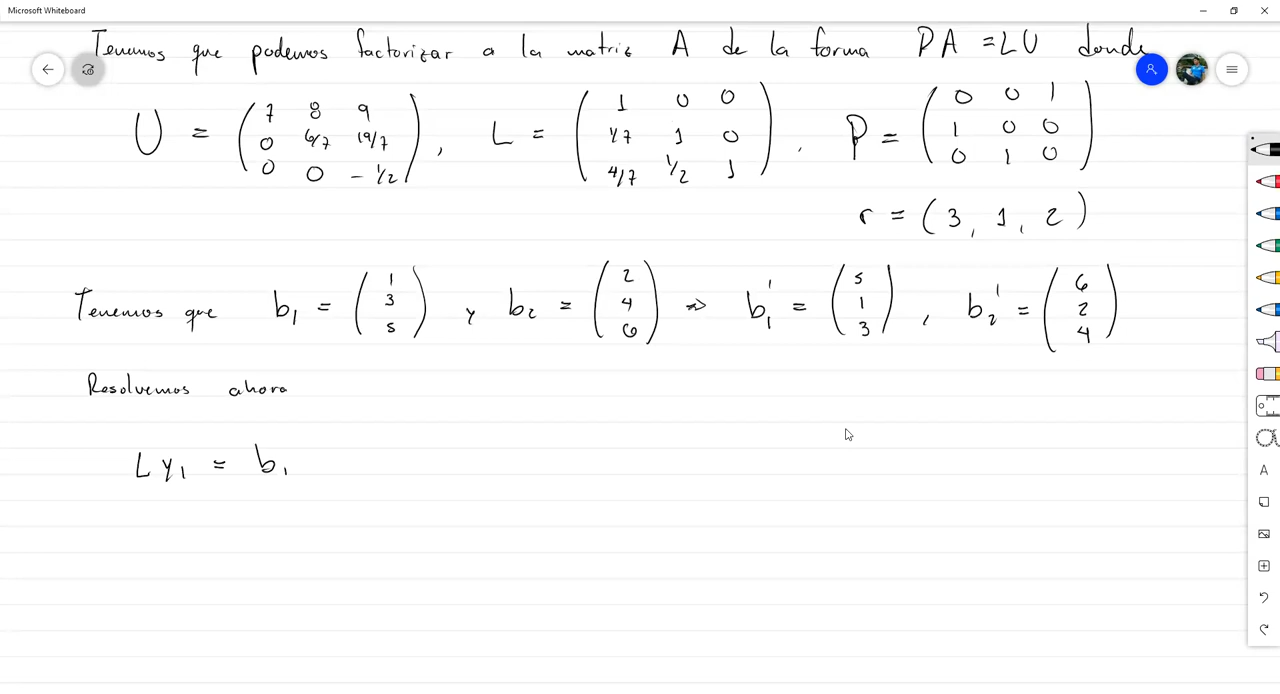 Microsoft Whiteboard
Tenemos que podemos factorizar a la matriz A de la forma PA = LU donde
U = (7 8 9; 0 6/7 19/7; 0 0 -1/2), L = (1 0 0; 1/7 1 0; 4/7 1/2 1), P = (0 0 1; 1 0 0; 0 1 0)
r = (3, 1, 2)
Tenemos que b₁ = (1; 3; 5) y b₂ = (2; 4; 6) => b₁' = (5; 1; 3), b₂' = (6; 2; 4)
Resolvemos ahora
L y₁ = b₁
A